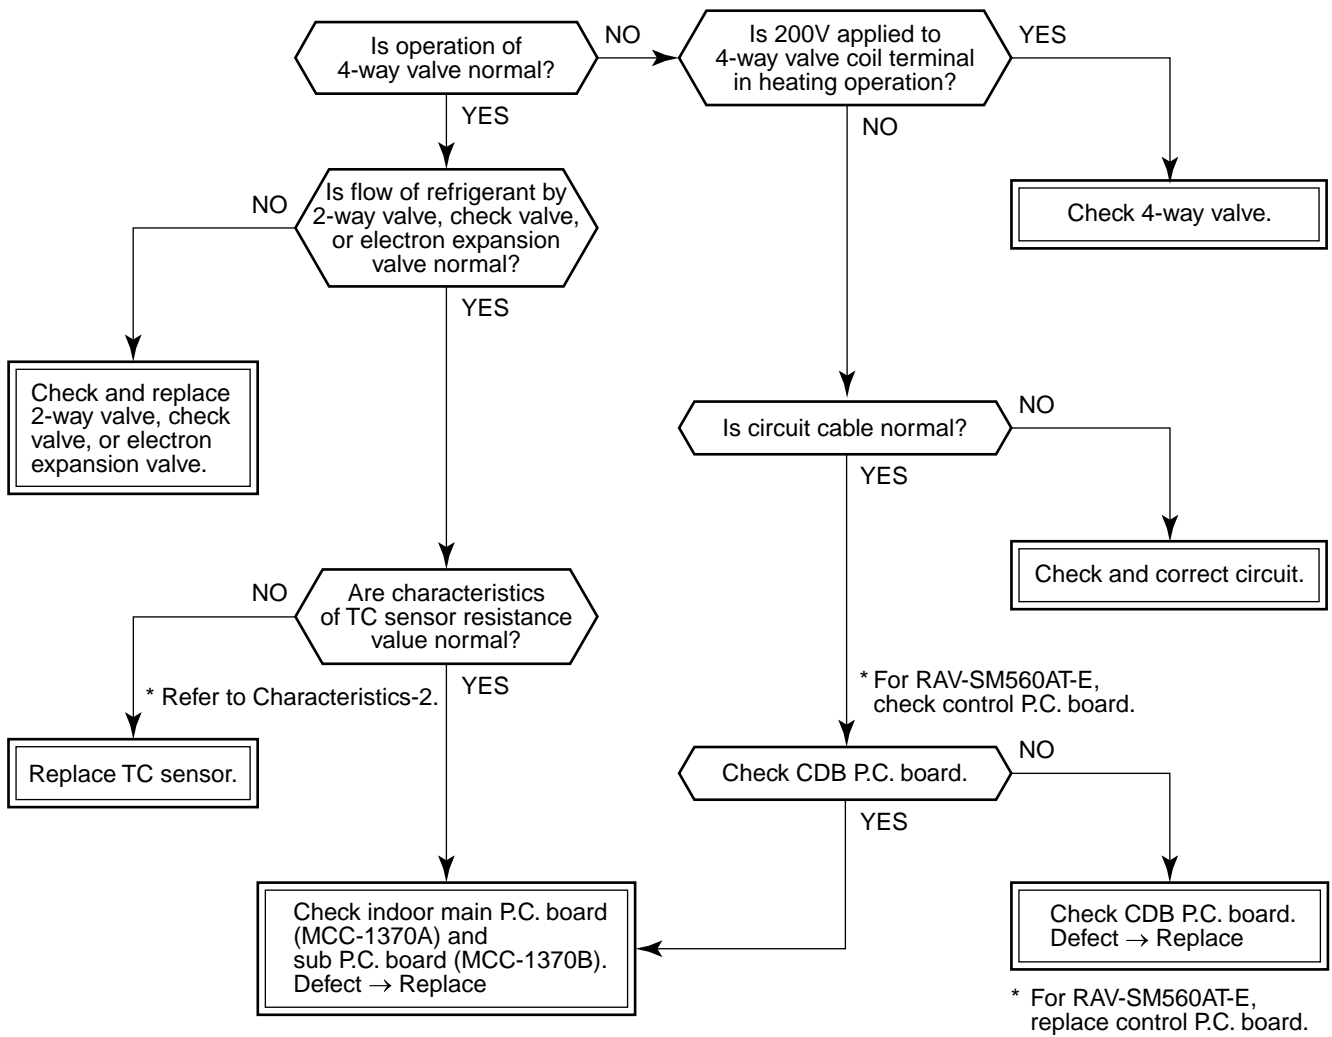 Is operation of
4-way valve normal?
NO
Is 200V applied to
4-way valve coil terminal
in heating operation?
YES
YES
NO
Check 4-way valve.
NO
Is flow of refrigerant by
2-way valve, check valve,
or electron expansion
valve normal?
YES
Check and replace
2-way valve, check
valve, or electron
expansion valve.
Is circuit cable normal?
NO
YES
Check and correct circuit.
NO
Are characteristics
of TC sensor resistance
value normal?
YES
* Refer to Characteristics-2.
Replace TC sensor.
* For RAV-SM560AT-E,
check control P.C. board.
Check CDB P.C. board.
NO
YES
Check indoor main P.C. board
(MCC-1370A) and
sub P.C. board (MCC-1370B).
Defect → Replace
Check CDB P.C. board.
Defect → Replace
* For RAV-SM560AT-E,
replace control P.C. board.